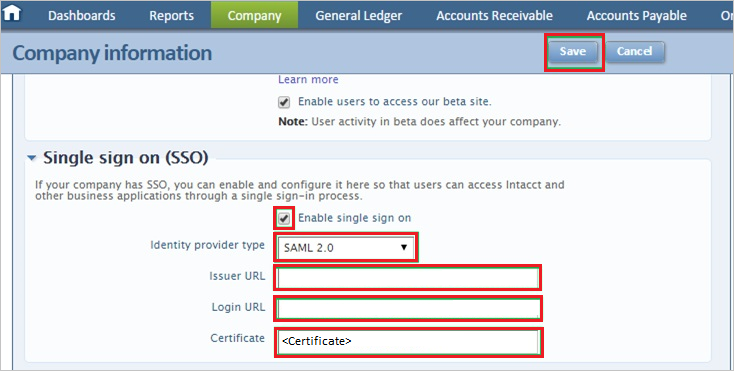 Dashboards Reports Company General Ledger Accounts Receivable Accounts Payable
Company information Save Cancel
Learn more
Enable users to access our beta site.
Note: User activity in beta does affect your company.
Single sign on (SSO)
If your company has SSO, you can enable and configure it here so that users can access Intacct and
other business applications through a single sign-in process.
Enable single sign on
Identity provider type SAML 2.0
Issuer URL
Login URL
Certificate <Certificate>